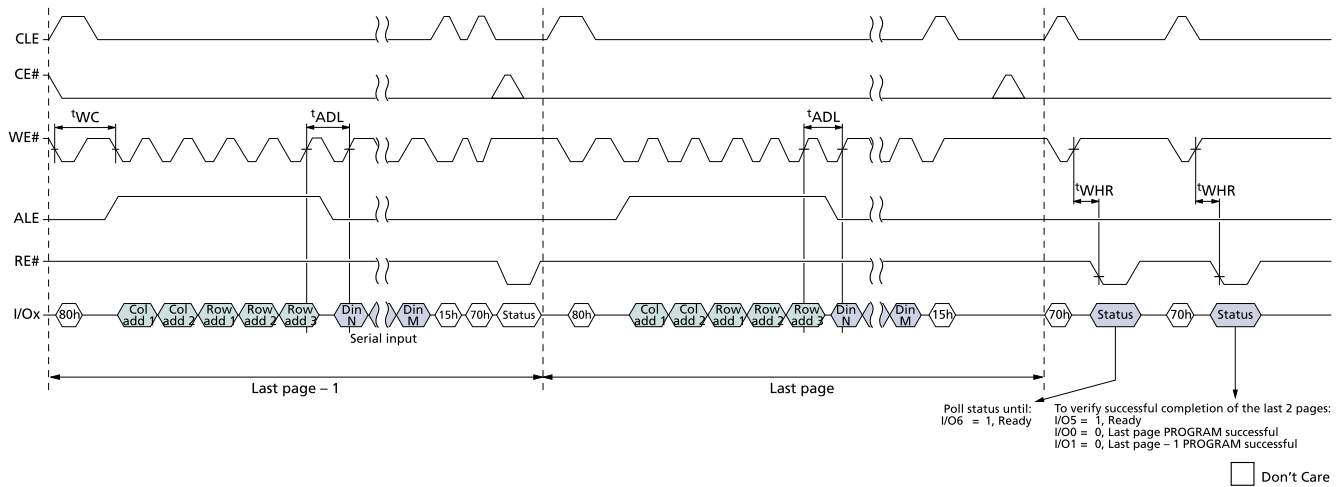 CLE
CE#
tWC
tADL
tADL
WE#
tWHR
tWHR
ALE
RE#
I/Ox
80h
Col add 1
Col add 2
Row add 1
Row add 2
Row add 3
Din N
Din M
15h
70h
Status
80h
Col add 1
Col add 2
Row add 1
Row add 2
Row add 3
Din N
Din M
15h
70h
Status
70h
Status
Serial input
Last page – 1
Last page
Poll status until:
I/O6 = 1, Ready
To verify successful completion of the last 2 pages:
I/O5 = 1, Ready
I/O0 = 0, Last page PROGRAM successful
I/O1 = 0, Last page – 1 PROGRAM successful
Don't Care